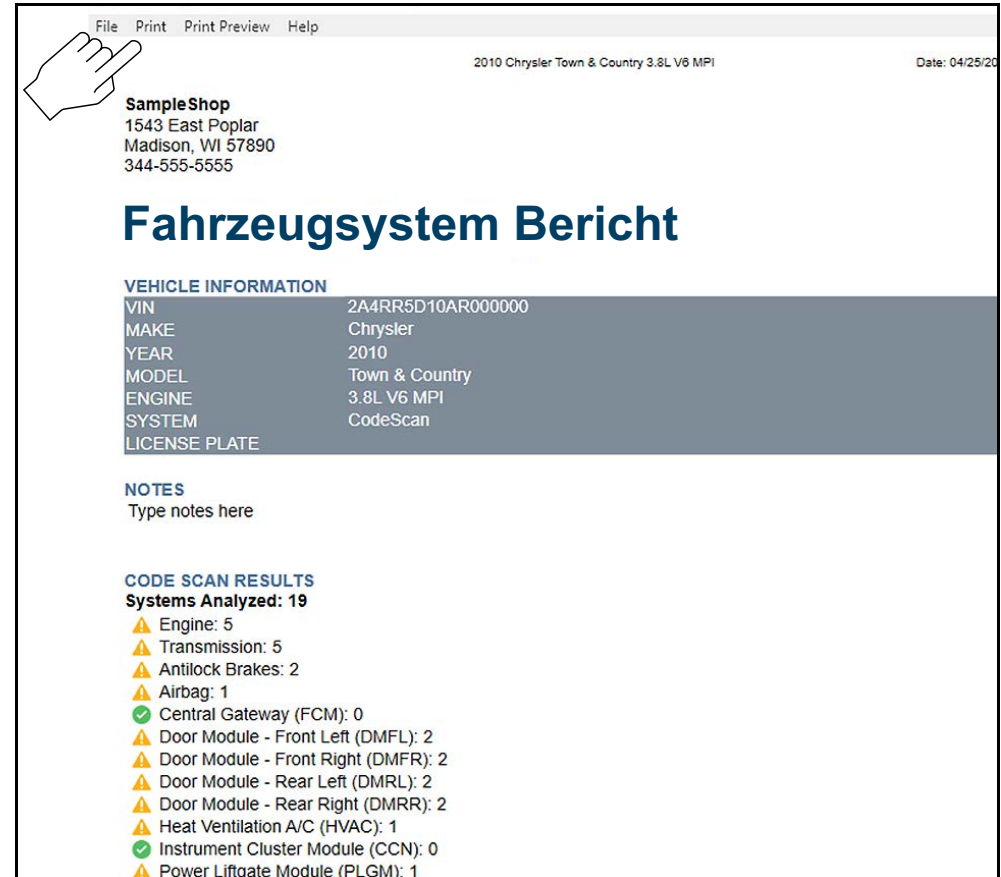 File Print Print Preview Help
2010 Chrysler Town & Country 3.8L V6 MPI Date: 04/25/20
SampleShop
1543 East Poplar
Madison, WI 57890
344-555-5555
Fahrzeugsystem Bericht
VEHICLE INFORMATION
VIN 2A4RR5D10AR000000
MAKE Chrysler
YEAR 2010
MODEL Town & Country
ENGINE 3.8L V6 MPI
SYSTEM CodeScan
LICENSE PLATE
NOTES
Type notes here
CODE SCAN RESULTS
Systems Analyzed: 19
Engine: 5
Transmission: 5
Antilock Brakes: 2
Airbag: 1
Central Gateway (FCM): 0
Door Module - Front Left (DMFL): 2
Door Module - Front Right (DMFR): 2
Door Module - Rear Left (DMRL): 2
Door Module - Rear Right (DMRR): 2
Heat Ventilation A/C (HVAC): 1
Instrument Cluster Module (CCN): 0
Power Liftgate Module (PLGM): 1